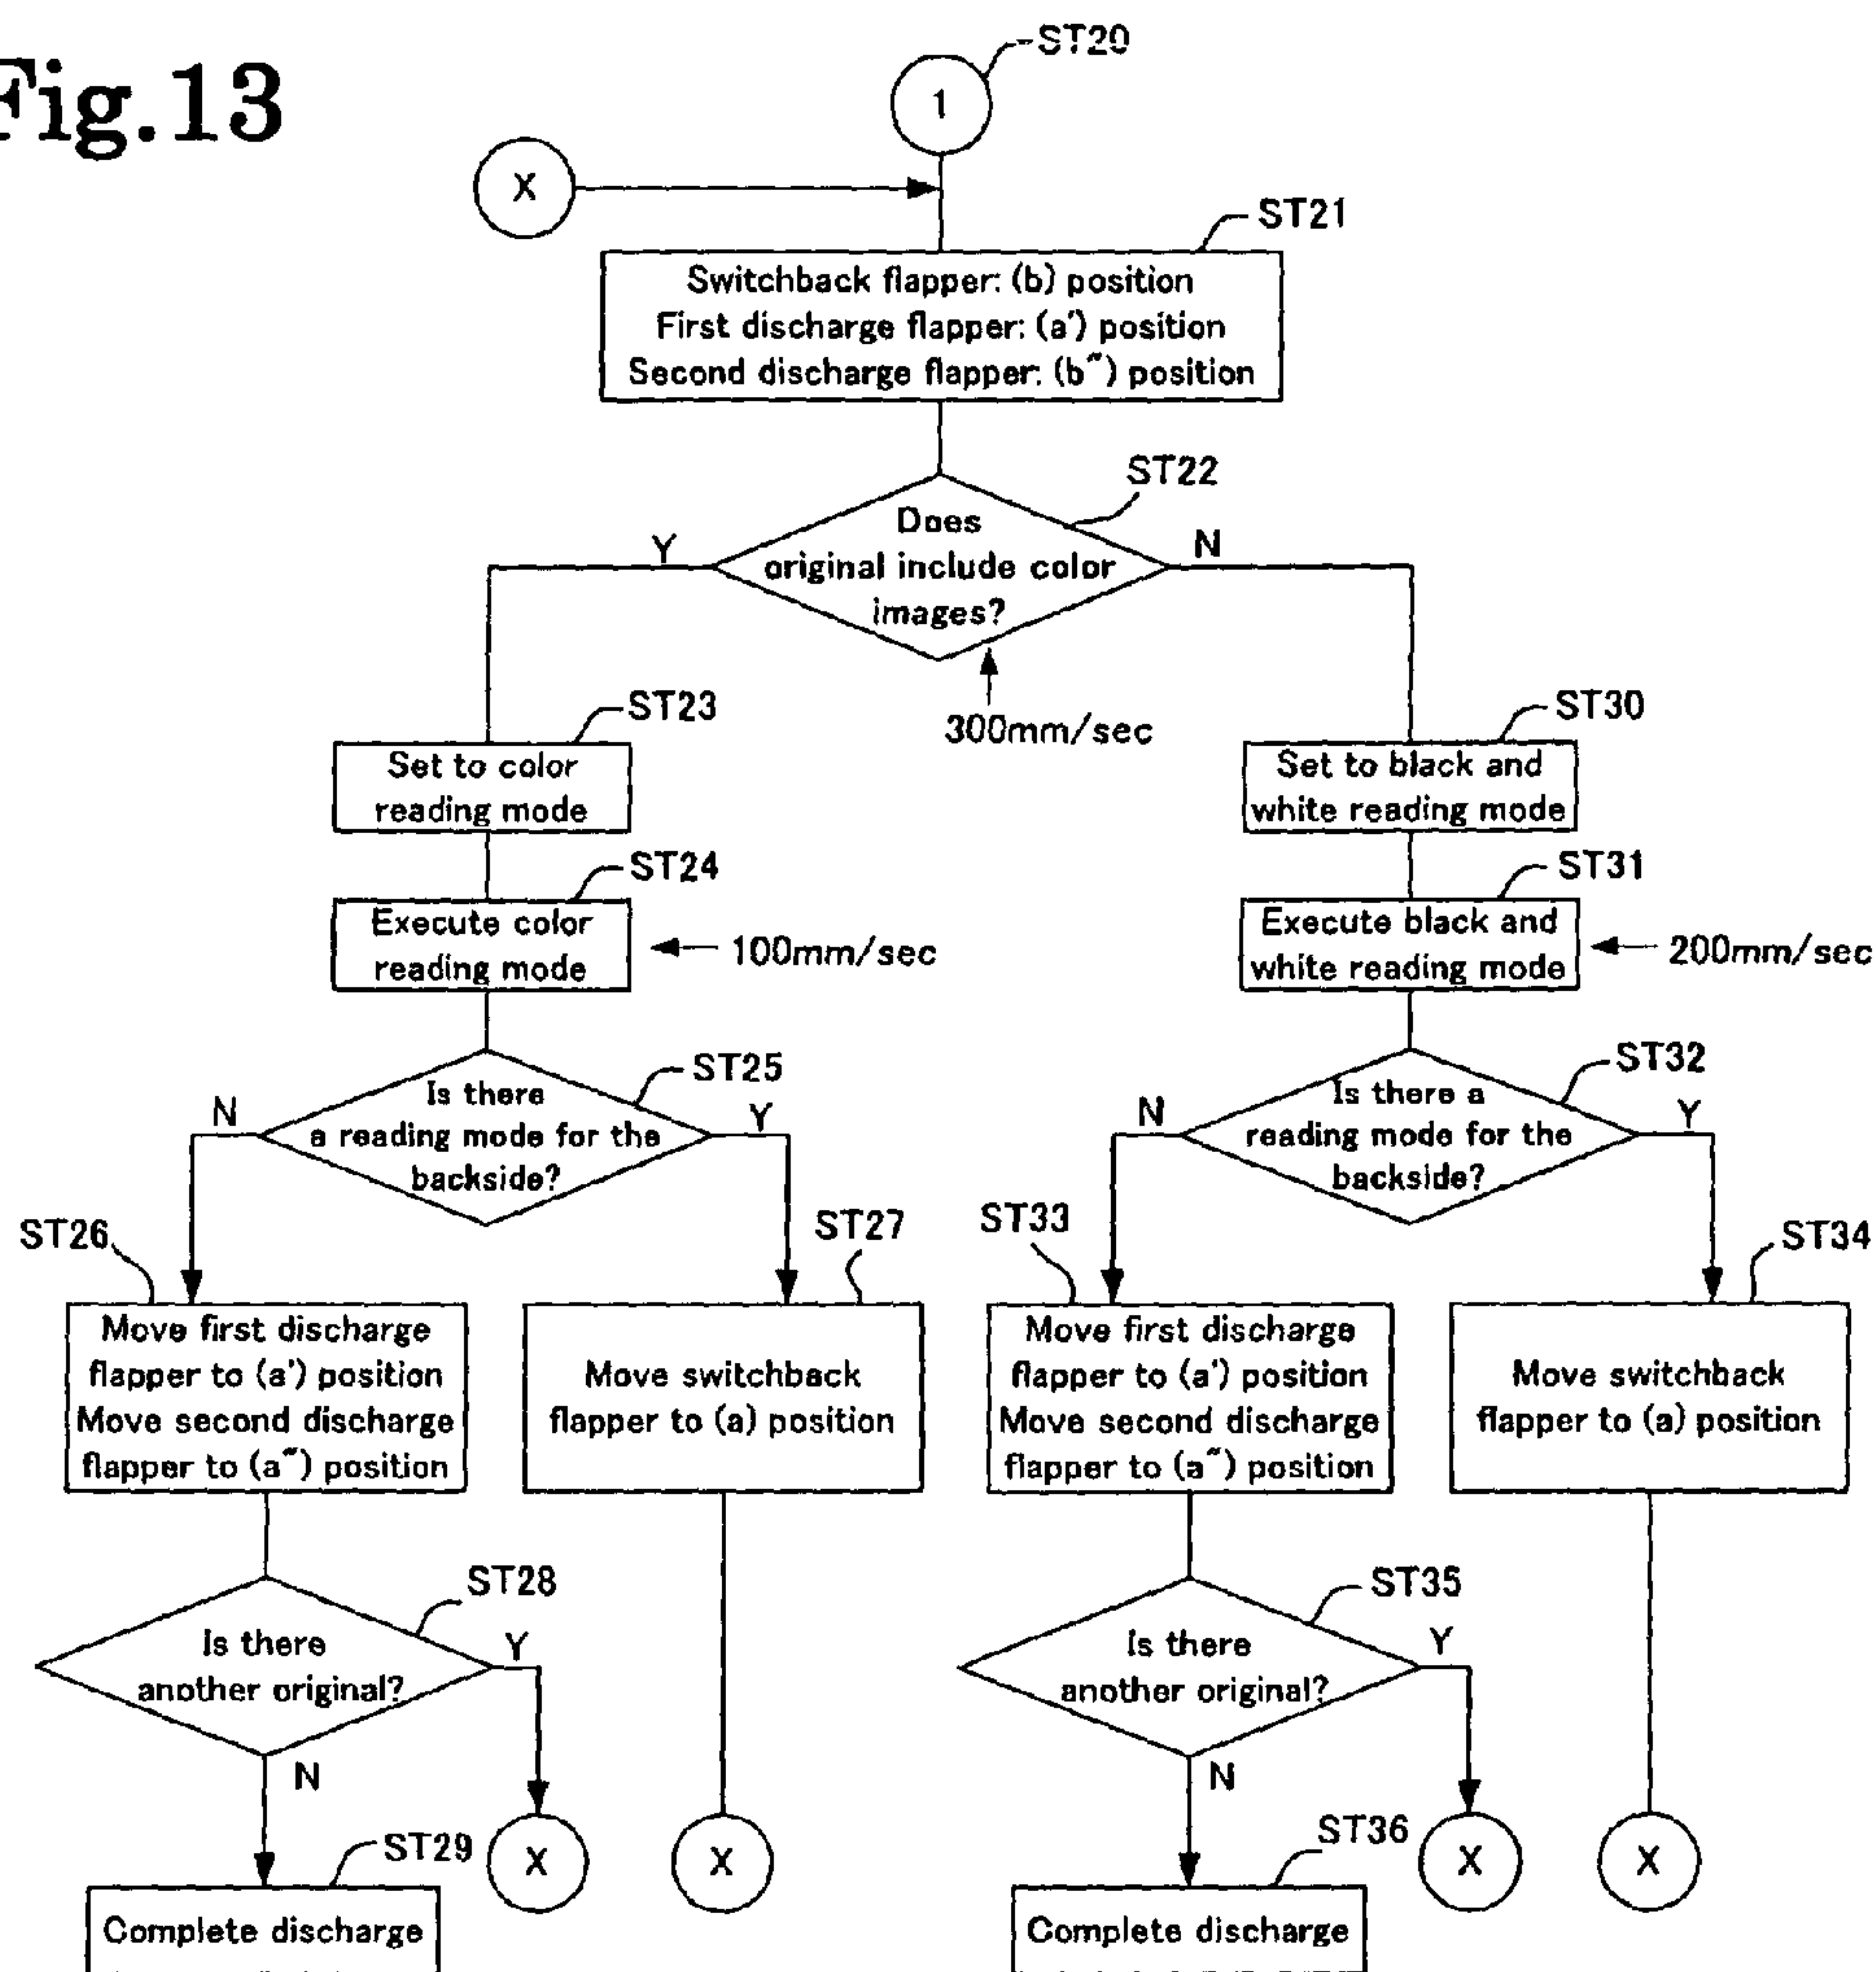 Fig.13
ST20
1
X
ST21
Switchback flapper: (b) position
First discharge flapper: (a') position
Second discharge flapper: (b") position
ST22
Does
original include color
images?
Y
N
300mm/sec
ST23
Set to color
reading mode
ST30
Set to black and
white reading mode
ST24
Execute color
reading mode
100mm/sec
ST31
Execute black and
white reading mode
200mm/sec
ST25
Is there
a reading mode for the
backside?
N
Y
ST32
Is there a
reading mode for the
backside?
N
Y
ST26
Move first discharge
flapper to (a') position
Move second discharge
flapper to (a") position
ST27
Move switchback
flapper to (a) position
ST33
Move first discharge
flapper to (a') position
Move second discharge
flapper to (a") position
ST34
Move switchback
flapper to (a) position
ST28
Is there
another original?
Y
N
ST35
Is there
another original?
Y
N
ST29
Complete discharge
X
X
ST36
Complete discharge
X
X